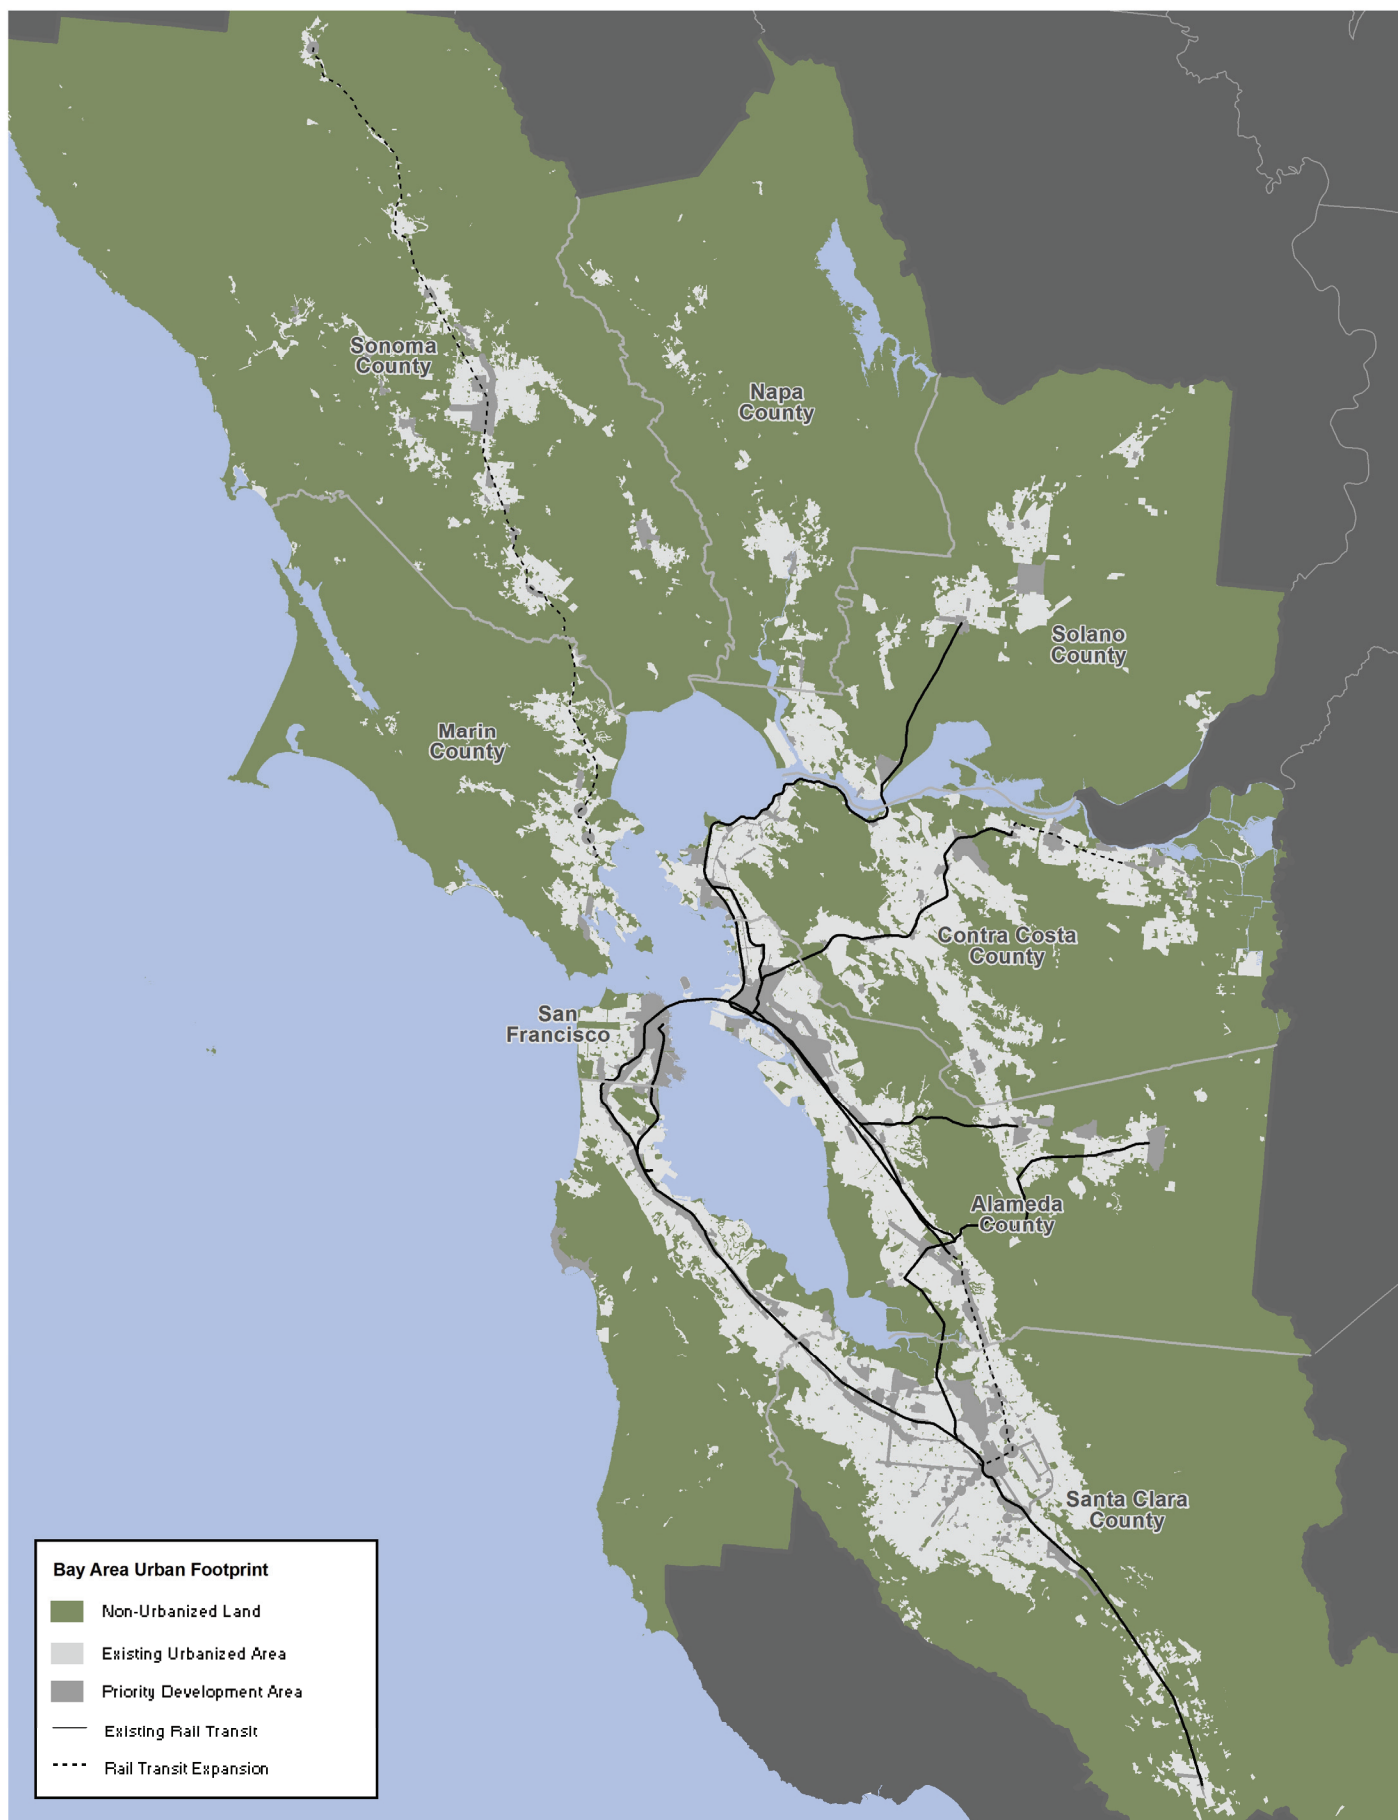 Sonoma
County
Napa
County
Solano
County
Marin
County
Contra Costa
County
San
Francisco
Alameda
County
Santa Clara
County
Bay Area Urban Footprint
Non-Urbanized Land
Existing Urbanized Area
Priority Development Area
Existing Rail Transit
Rail Transit Expansion